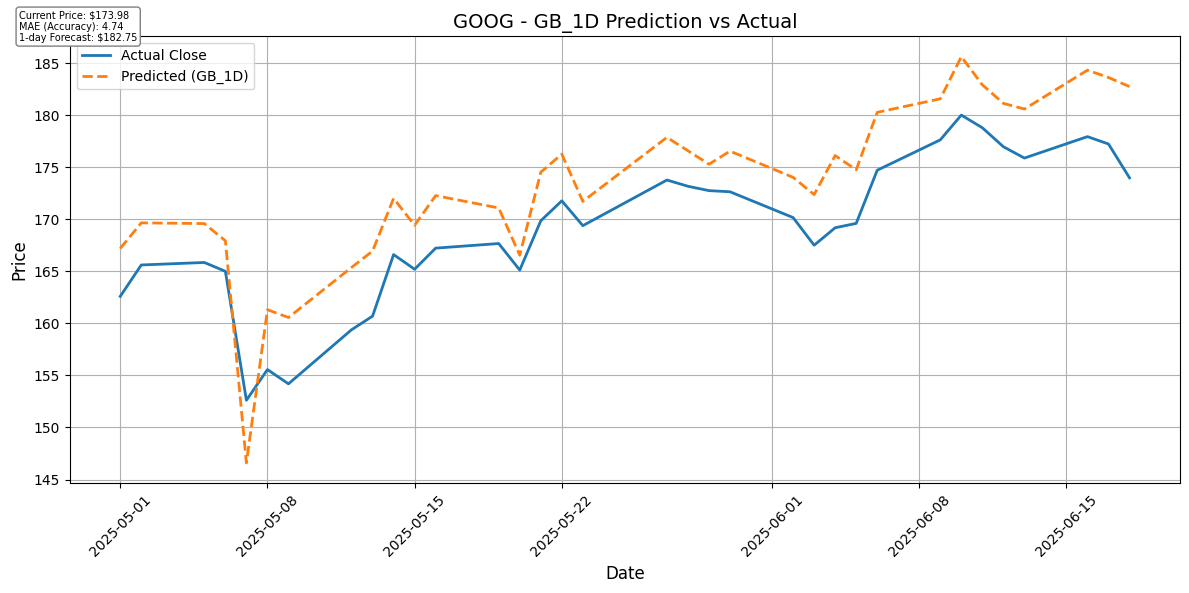 GOOG - GB_1D Prediction vs Actual
Current Price: $173.98
MAE (Accuracy): 4.74
1-day Forecast: $182.75
Actual Close
Predicted (GB_1D)
Price
185
180
175
170
165
160
155
150
145
2025-05-01
2025-05-08
2025-05-15
2025-05-22
2025-06-01
2025-06-08
2025-06-15
Date